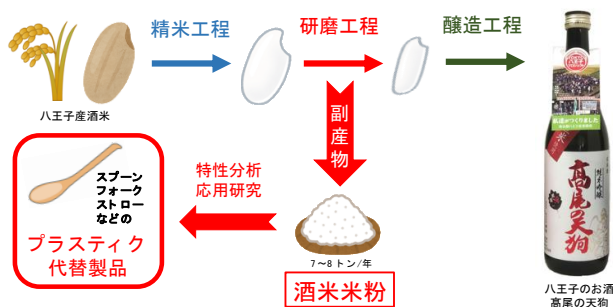 精米工程
研磨工程
醸造工程
八王子産酒米
副産物
特性分析
応用研究
スプーン
フォーク
ストロー
などの
プラスティク
代替製品
7～8トン/年
酒米米粉
高尾の天狗
八王子のお酒
高尾の天狗